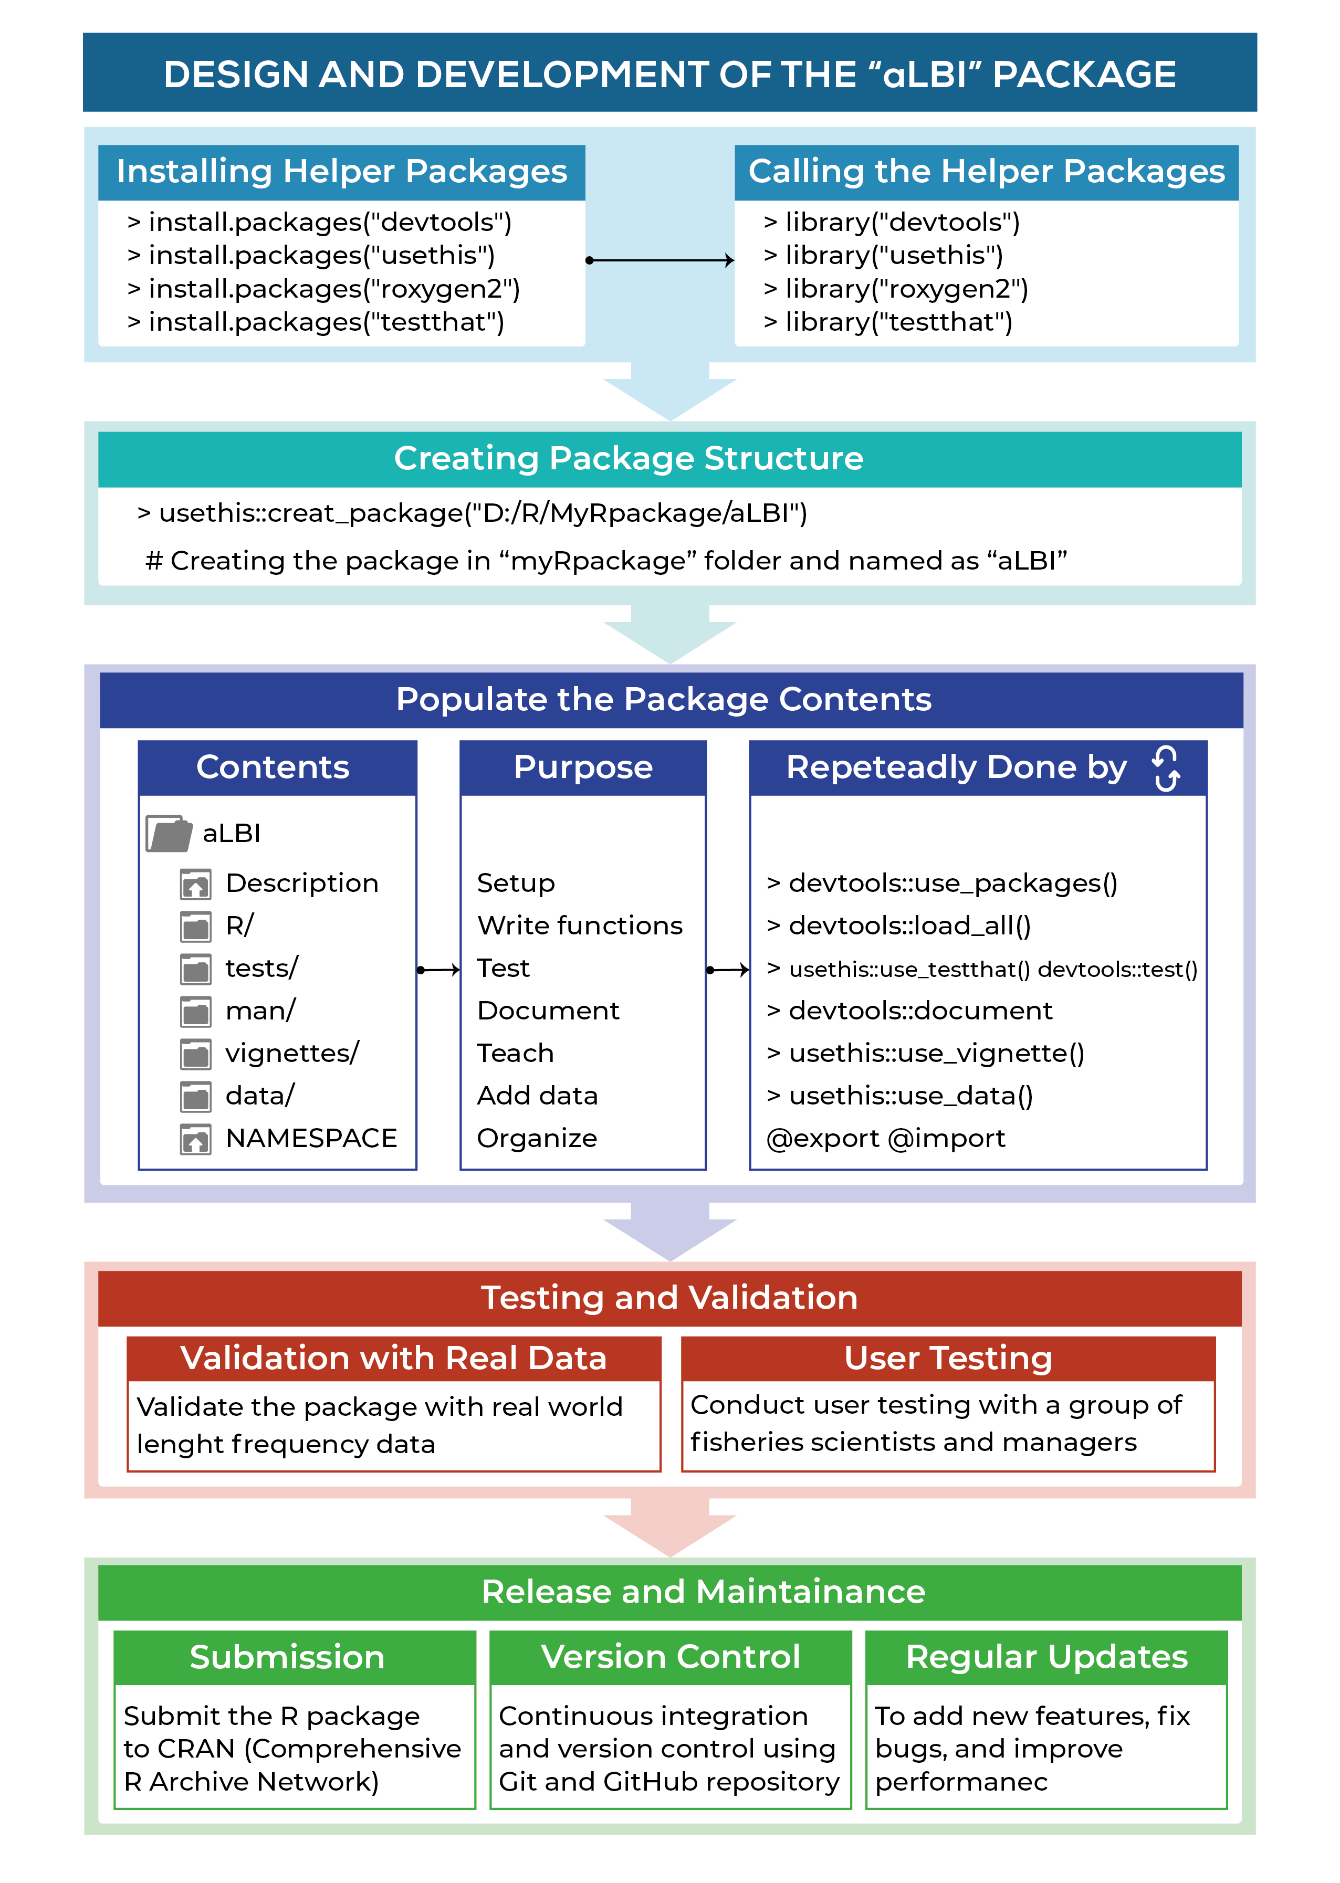 DESIGN AND DEVELOPMENT OF THE “aLBI” PACKAGE
Installing Helper Packages
> install.packages("devtools")
> install.packages("usethis")
> install.packages("roxygen2")
> install.packages("testthat")
Calling the Helper Packages
> library("devtools")
> library("usethis")
> library("roxygen2")
> library("testthat")
Creating Package Structure
> usethis::creat_package("D:/R/MyRpackage/aLBI")
# Creating the package in “myRpackage” folder and named as “aLBI”
Populate the Package Contents
Contents
aLBI
Description
R/
tests/
man/
vignettes/
data/
NAMESPACE
Purpose
Setup
Write functions
Test
Document
Teach
Add data
Organize
Repeteadly Done by
> devtools::use_packages()
> devtools::load_all()
> usethis::use_testthat() devtools::test()
> devtools::document
> usethis::use_vignette()
> usethis::use_data()
@export @import
Testing and Validation
Validation with Real Data
Validate the package with real world
lenght frequency data
User Testing
Conduct user testing with a group of
fisheries scientists and managers
Release and Maintainance
Submission
Submit the R package
to CRAN (Comprehensive
R Archive Network)
Version Control
Continuous integration
and version control using
Git and GitHub repository
Regular Updates
To add new features, fix
bugs, and improve
performanec